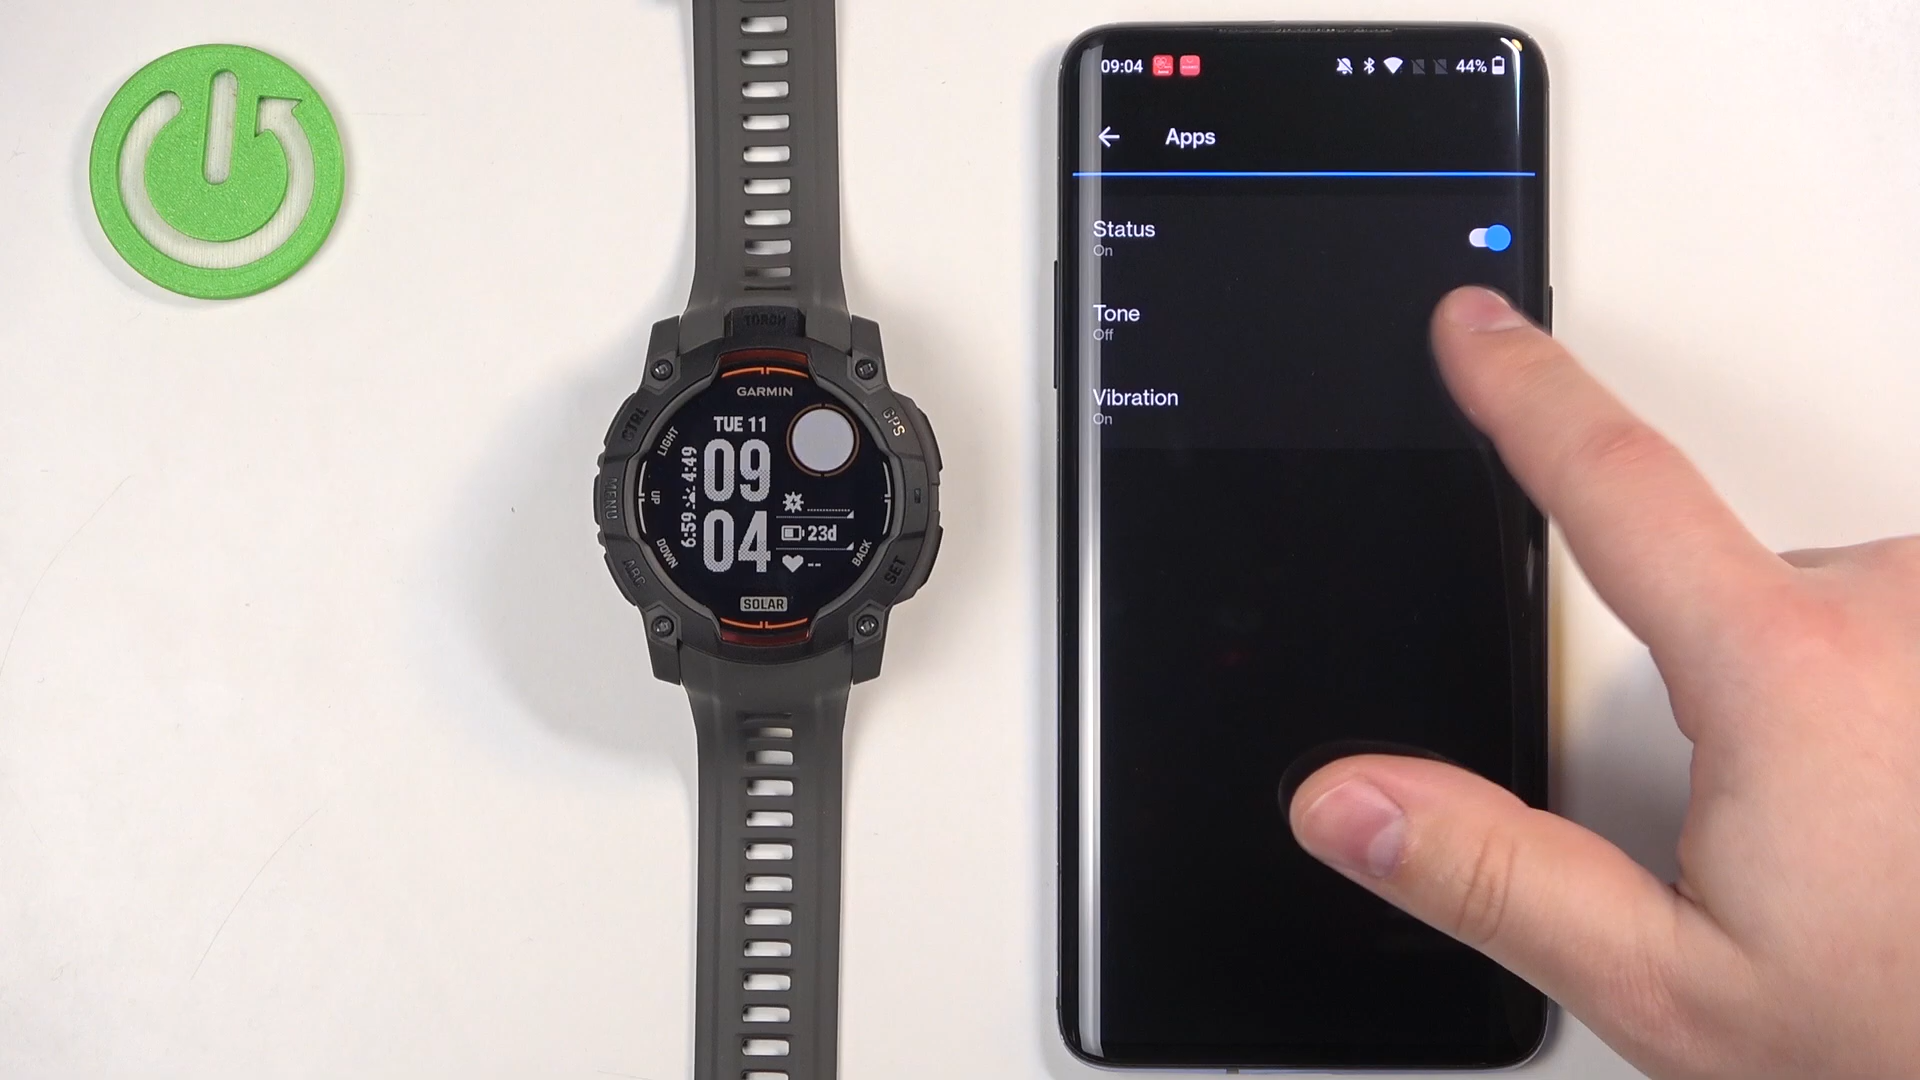 TORCH
GARMIN
CTRL
LIGHT
GPS
TUE 11
09
04
6:59 4:49
MENU
UP
23d
--
DOWN
BACK
ABC
SET
SOLAR
09:04
44%
Apps
Status
On
Tone
Off
Vibration
On